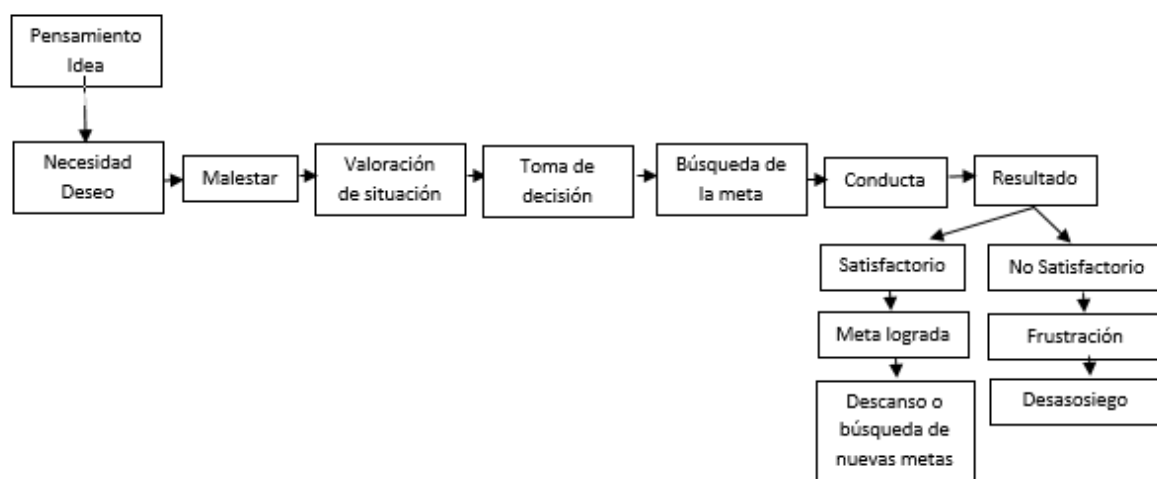 Pensamiento
Idea
Necesidad
Deseo
Malestar
Valoración
de situación
Toma de
decisión
Búsqueda de
la meta
Conducta
Resultado
Satisfactorio
No Satisfactorio
Meta lograda
Frustración
Descanso o
búsqueda de
nuevas metas
Desasosiego